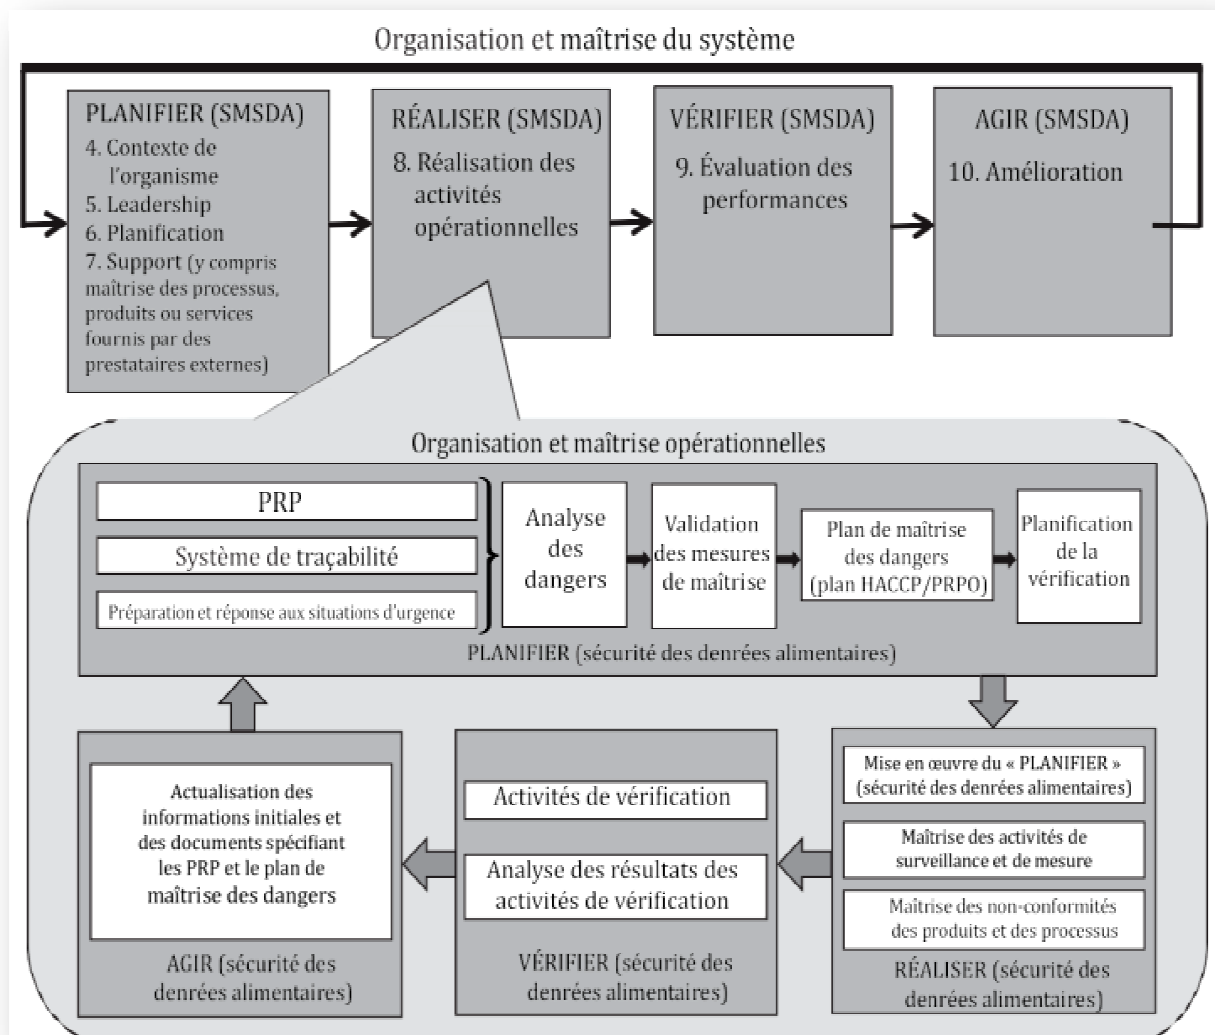 Organisation et maîtrise du système
PLANIFIER (SMSDA)
4. Contexte de
l'organisme
5. Leadership
6. Planification
7. Support (y compris
maîtrise des processus,
produits ou services
fournis par des
prestataires externes)
RÉALISER (SMSDA)
8. Réalisation des
activités
opérationnelles
VÉRIFIER (SMSDA)
9. Évaluation des
performances
AGIR (SMSDA)
10. Amélioration
Organisation et maîtrise opérationnelles
PRP
Système de traçabilité
Préparation et réponse aux situations d'urgence
Analyse
des
dangers
Validation
des mesures
de maîtrise
Plan de maîtrise
des dangers
(plan HACCP/PRPO)
Planification
de la
vérification
PLANIFIER (sécurité des denrées alimentaires)
Actualisation des
informations initiales et
des documents spécifiant
les PRP et le plan de
maîtrise des dangers
AGIR (sécurité des
denrées alimentaires)
Activités de vérification
Analyse des résultats des
activités de vérification
VÉRIFIER (sécurité des
denrées alimentaires)
Mise en œuvre du « PLANIFIER »
(sécurité des denrées alimentaires)
Maîtrise des activités de
surveillance et de mesure
Maîtrise des non-conformités
des produits et des processus
RÉALISER (sécurité des
denrées alimentaires)